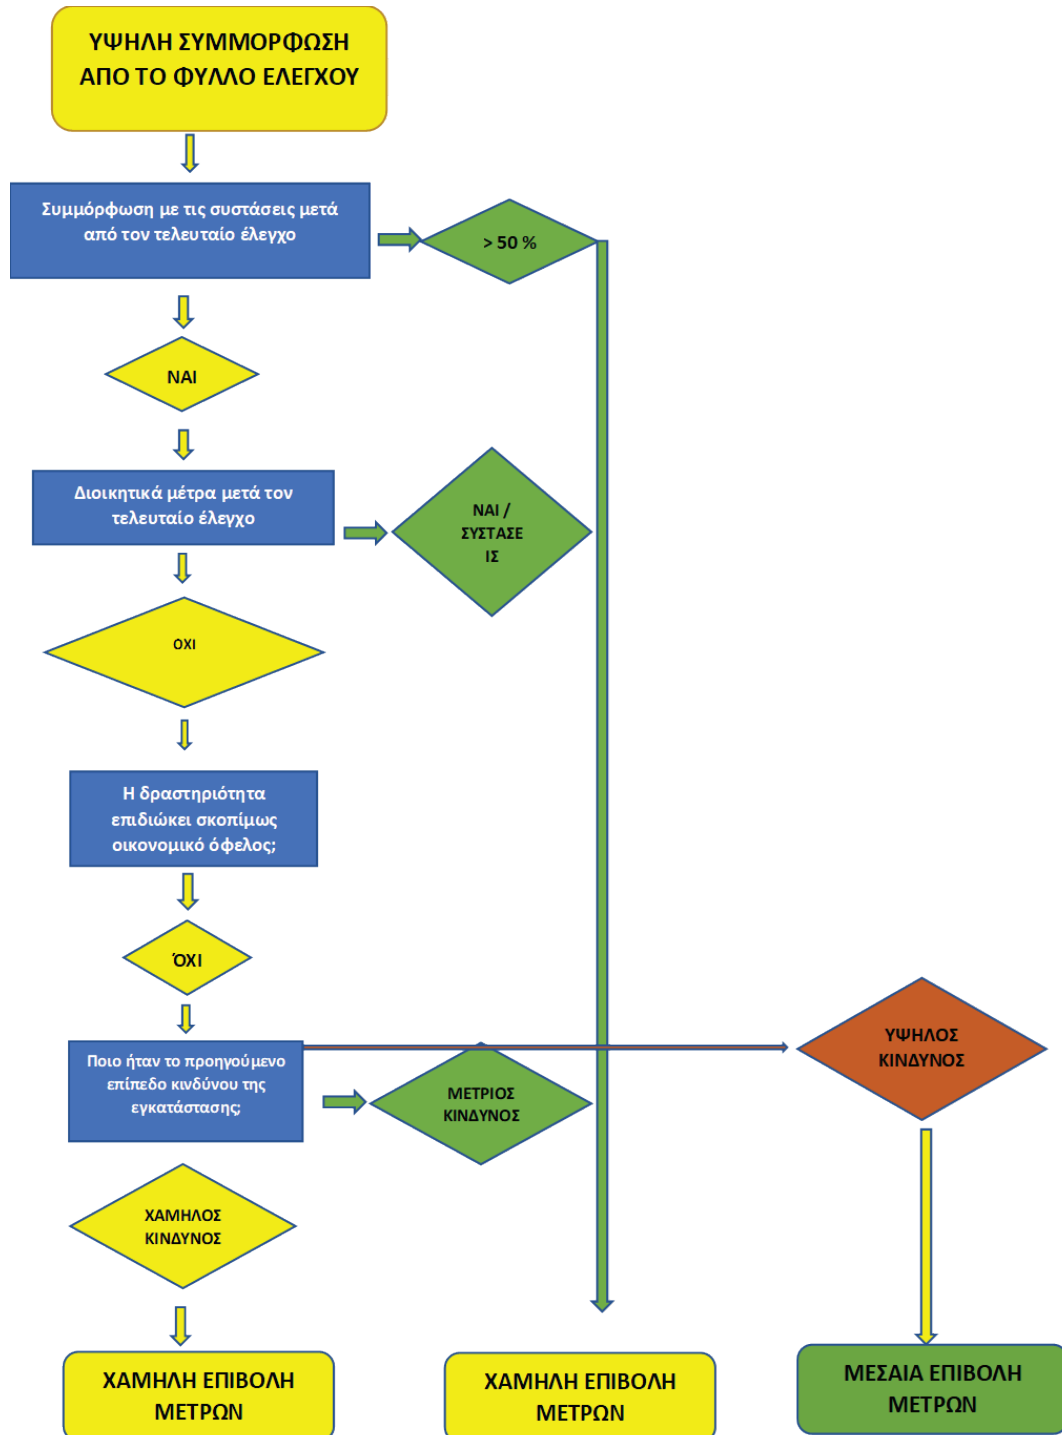 ΥΨΗΛΗ ΣΥΜΜΟΡΦΩΣΗ
ΑΠΟ ΤΟ ΦΥΛΛΟ ΕΛΕΓΧΟΥ
Συμμόρφωση με τις συστάσεις μετά
από τον τελευταίο έλεγχο
> 50 %
ΝΑΙ
Διοικητικά μέτρα μετά τον
τελευταίο έλεγχο
ΝΑΙ /
ΣΥΣΤΑΣΕ
ΙΣ
ΟΧΙ
Η δραστηριότητα
επιδιώκει σκοπίμως
οικονομικό όφελος;
ΌΧΙ
Ποιο ήταν το προηγούμενο
επίπεδο κινδύνου της
εγκατάστασης;
ΜΕΤΡΙΟΣ
ΚΙΝΔΥΝΟΣ
ΥΨΗΛΟΣ
ΚΙΝΔΥΝΟΣ
ΧΑΜΗΛΟΣ
ΚΙΝΔΥΝΟΣ
ΧΑΜΗΛΗ ΕΠΙΒΟΛΗ
ΜΕΤΡΩΝ
ΧΑΜΗΛΗ ΕΠΙΒΟΛΗ
ΜΕΤΡΩΝ
ΜΕΣΑΙΑ ΕΠΙΒΟΛΗ
ΜΕΤΡΩΝ